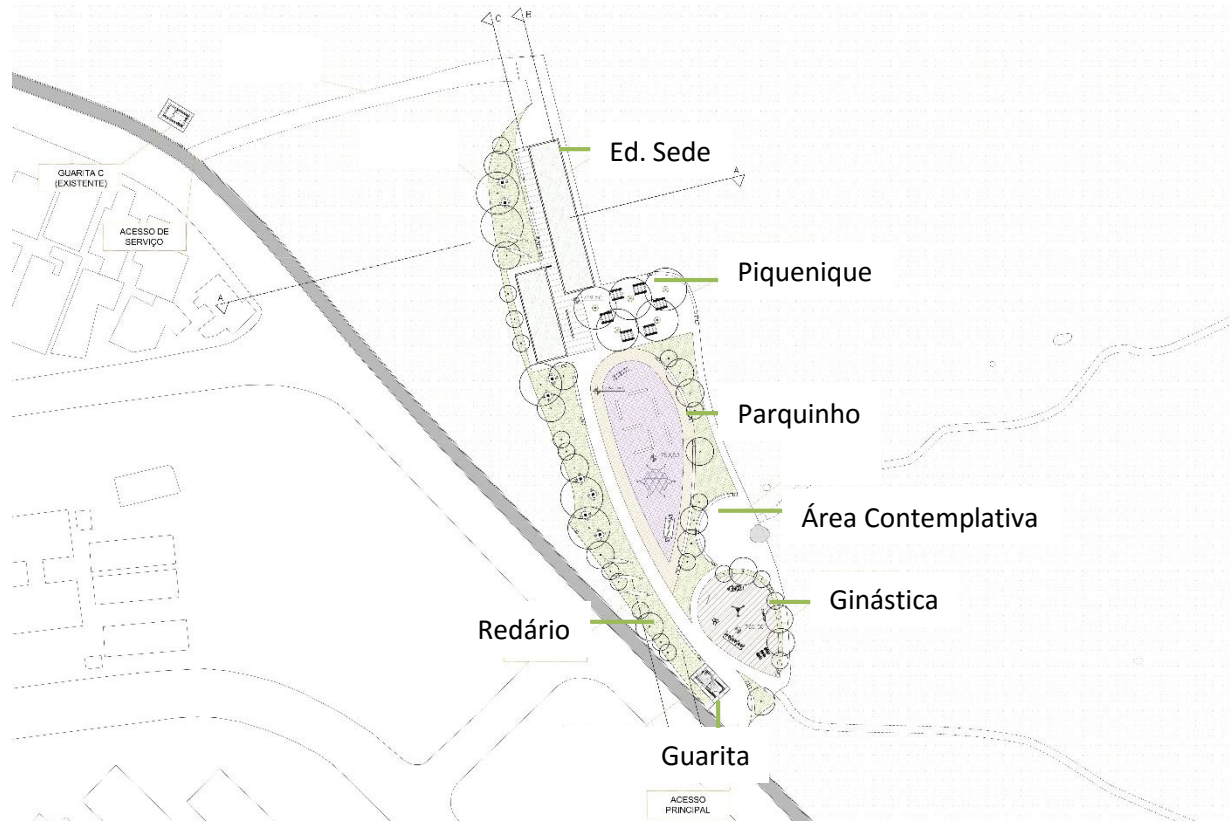 C
B
Ed. Sede
A
GUARITA C
(EXISTENTE)
ACESSO DE
SERVIÇO
Piquenique
A
Parquinho
Área Contemplativa
Ginástica
Redário
Guarita
ACESSO
PRINCIPAL